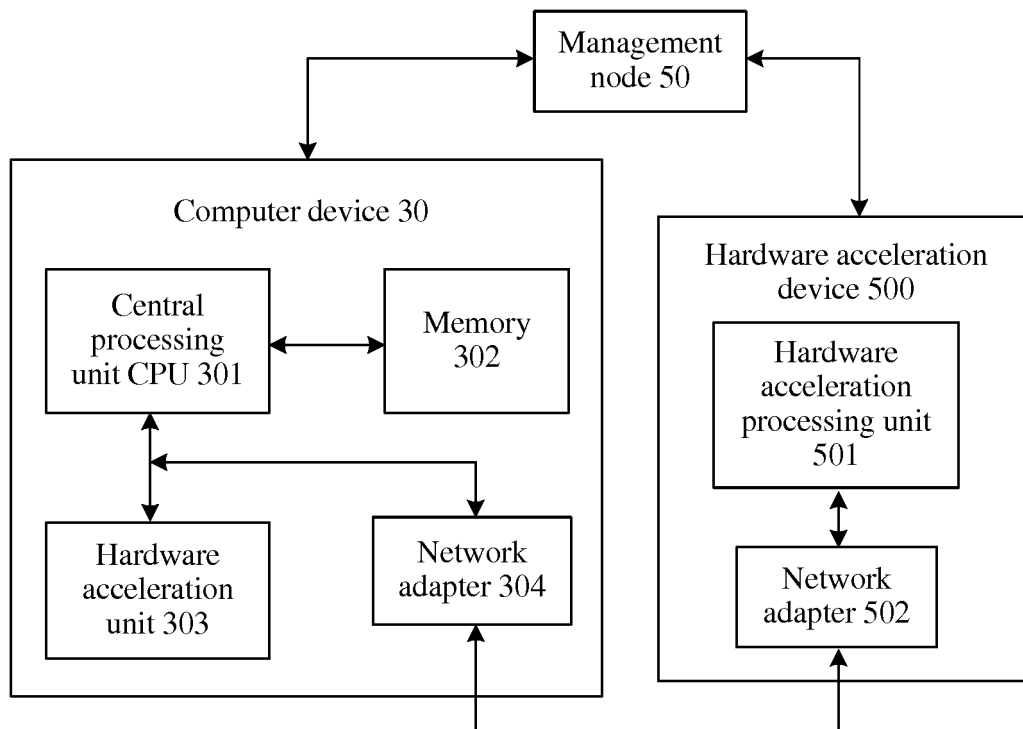 Management
node 50
Computer device 30
Central
processing
unit CPU 301
Memory
302
Hardware
acceleration
unit 303
Network
adapter 304
Hardware acceleration
device 500
Hardware
acceleration
processing unit
501
Network
adapter 502